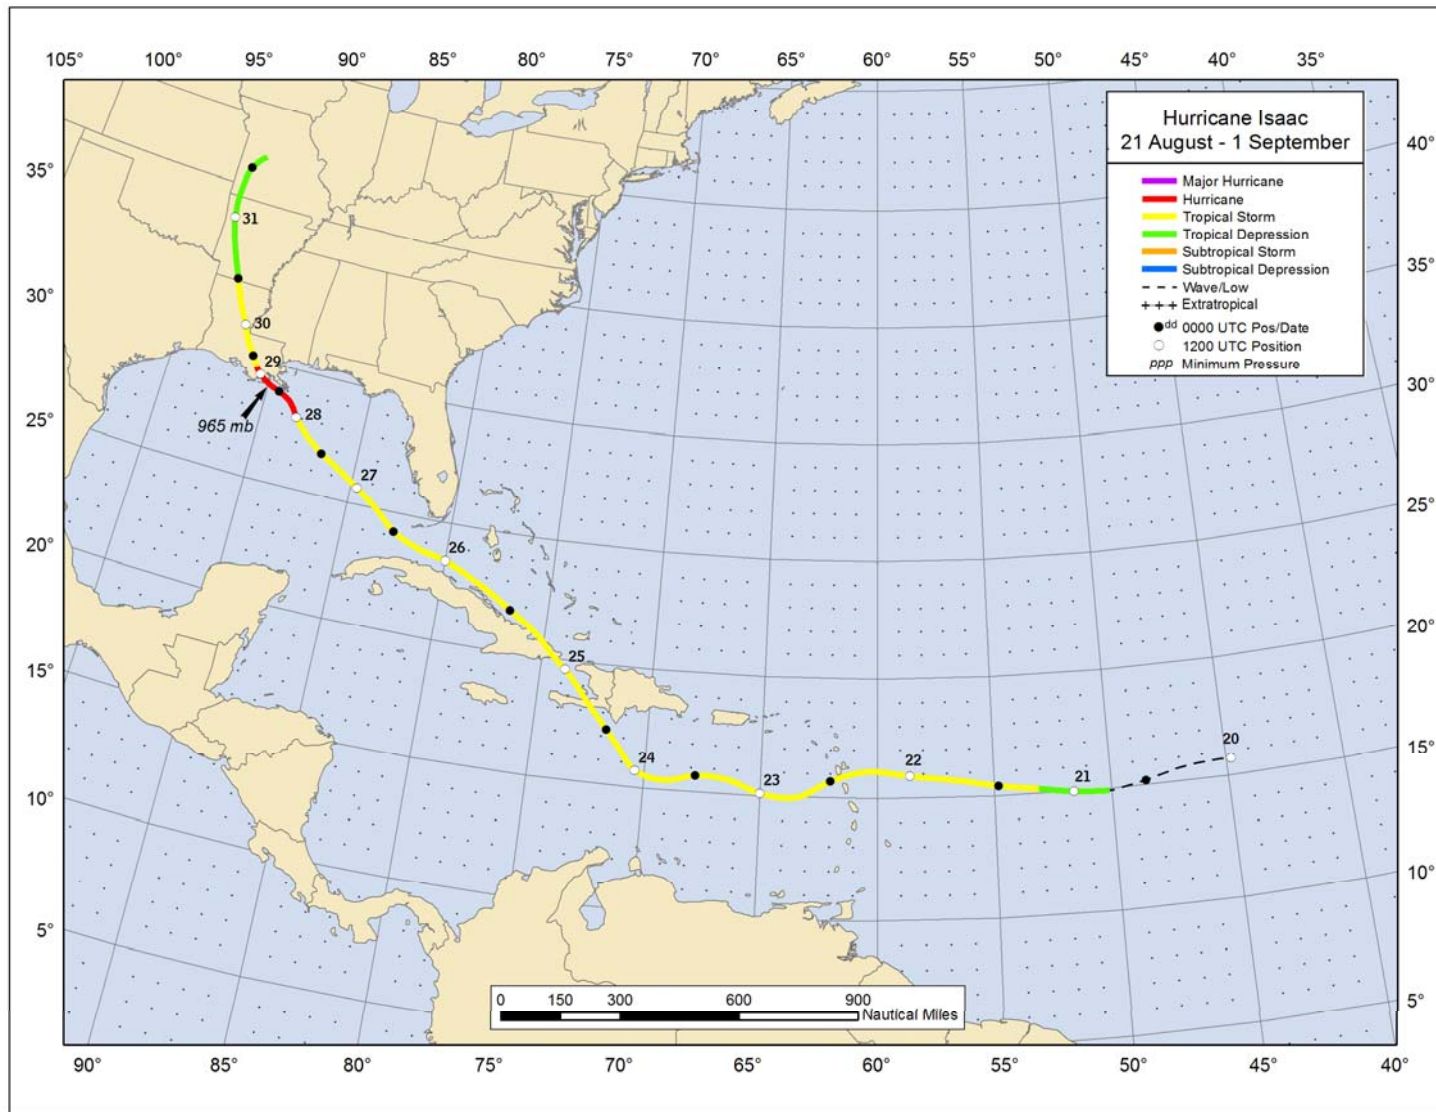 105° 100° 95° 90° 85° 80° 75° 70° 65° 60° 55° 50° 45° 40° 35°
Hurricane Isaac
21 August - 1 September
Major Hurricane
Hurricane
Tropical Storm
Tropical Depression
Subtropical Storm
Subtropical Depression
Wave/Low
Extratropical
dd 0000 UTC Pos/Date
1200 UTC Position
ppp Minimum Pressure
35°
30°
25°
20°
15°
10°
5°
40°
35°
30°
25°
20°
15°
10°
5°
31
30
29
965 mb
28
27
26
25
24
23
22
21
20
0 150 300 600 900
Nautical Miles
90° 85° 80° 75° 70° 65° 60° 55° 50° 45° 40°